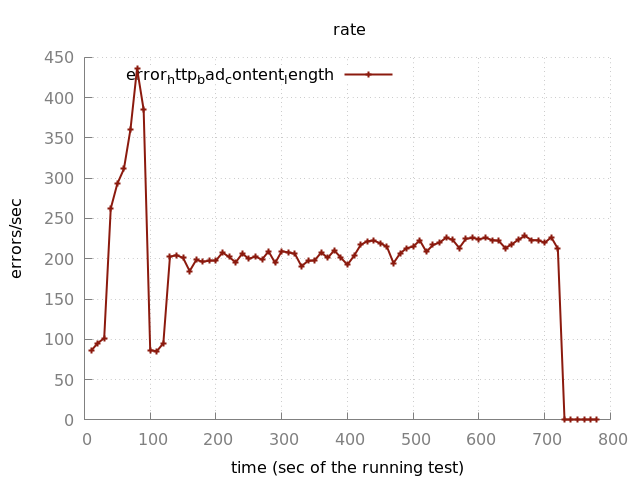 rate
errors/sec
450
400
350
300
250
200
150
100
50
0
error_http_bad_content_length
0 100 200 300 400 500 600 700 800
time (sec of the running test)